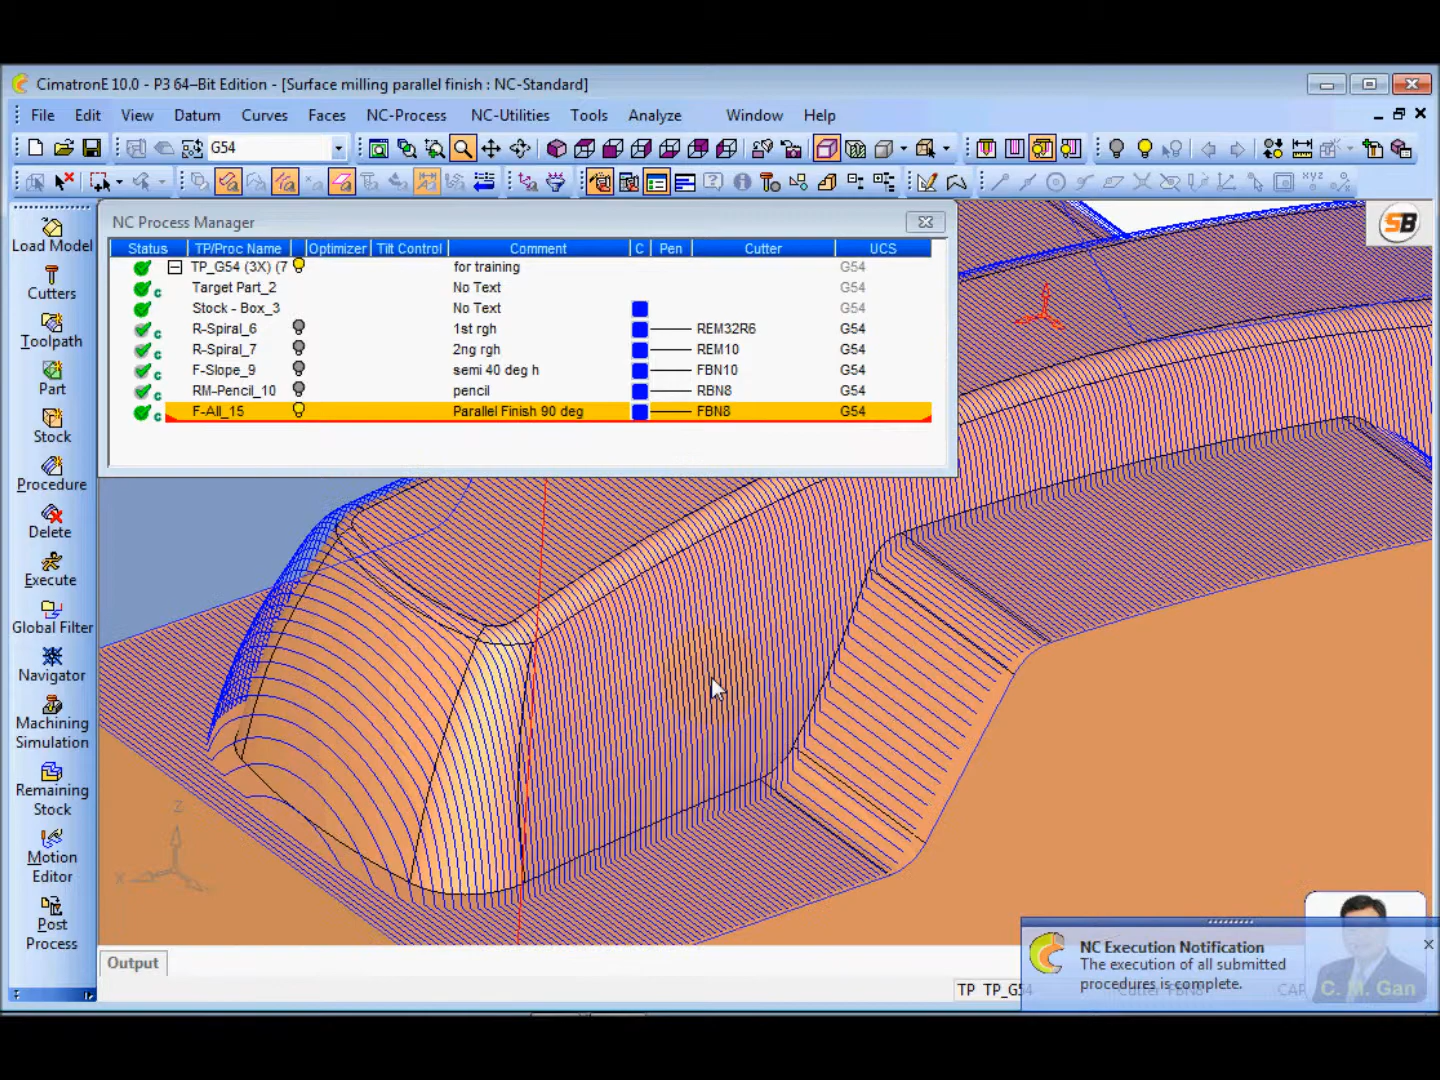 CimatronE 10.0 - P3 64–Bit Edition - [Surface milling parallel finish : NC-Standard]
File Edit View Datum Curves Faces NC-Process NC-Utilities Tools Analyze Window Help
G54
NC Process Manager
Status TP/Proc Name Optimizer Tilt Control Comment C Pen Cutter UCS
TP_G54 (3X) (7 for training G54
c Target Part_2 No Text G54
Stock - Box_3 No Text G54
c R-Spiral_6 1st rgh REM32R6 G54
c R-Spiral_7 2ng rgh REM10 G54
c F-Slope_9 semi 40 deg h FBN10 G54
c RM-Pencil_10 pencil RBN8 G54
c F-All_15 Parallel Finish 90 deg FBN8 G54
SB
Load Model
Cutters
Toolpath
Part
Stock
Procedure
Delete
Execute
Global Filter
Navigator
Machining
Simulation
Remaining
Stock
Motion
Editor
Post
Process
Z
X
Output
NC Execution Notification
The execution of all submitted
procedures is complete.
C. M. Gan
TP TP_G54 Cutter FBN8 CAP